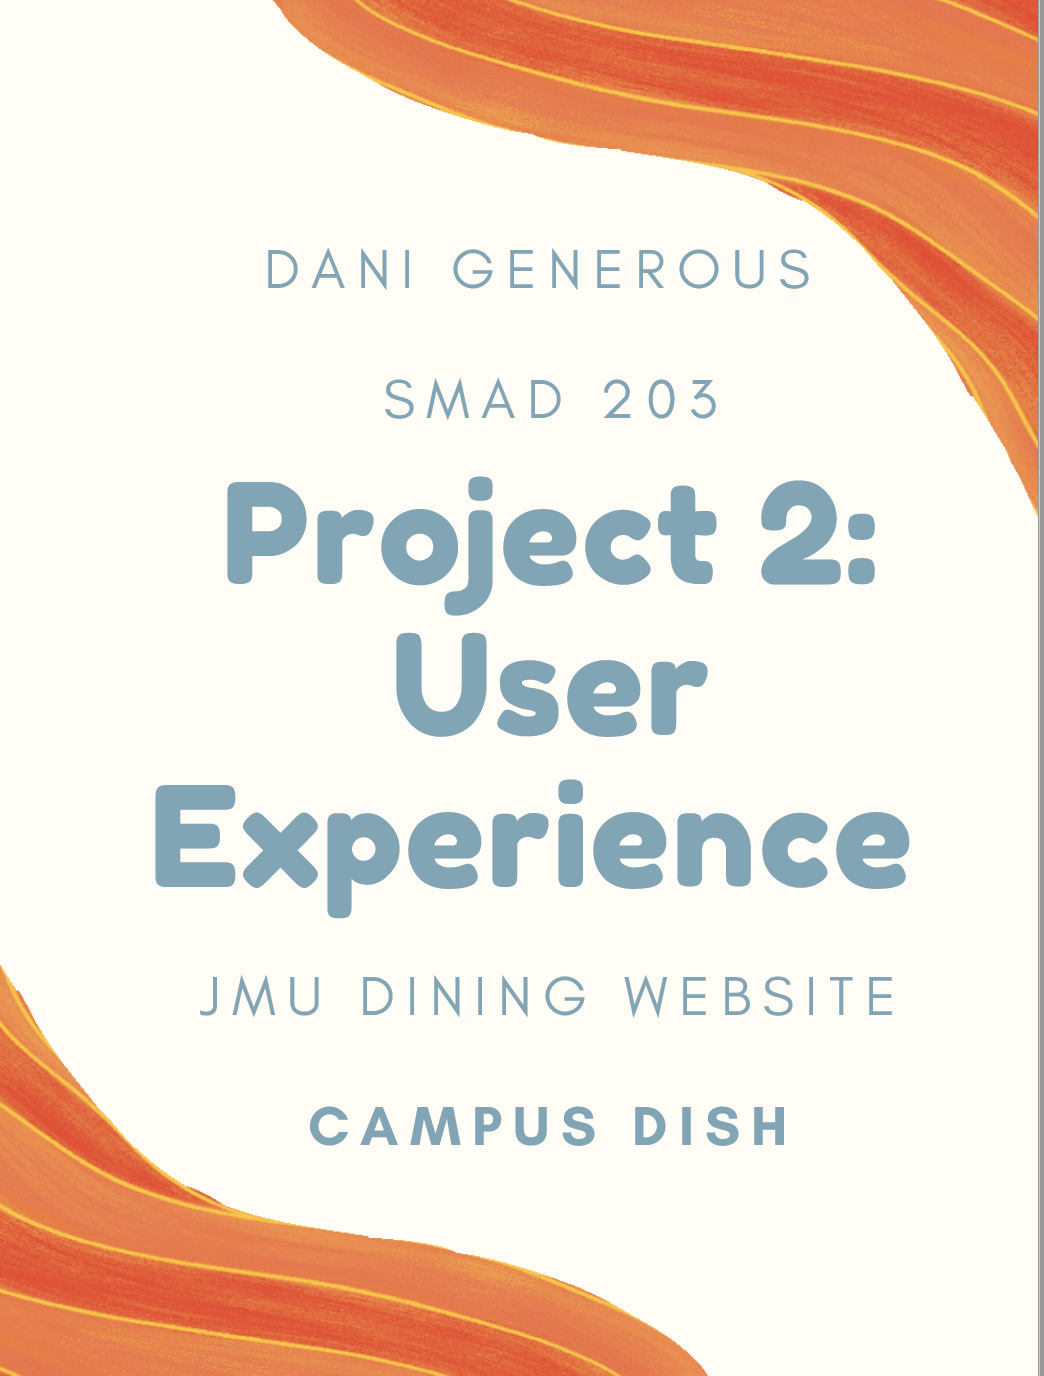 DANI GENEROUS
SMAD 203
Project 2:
User
Experience
JMU DINING WEBSITE
CAMPUS DISH